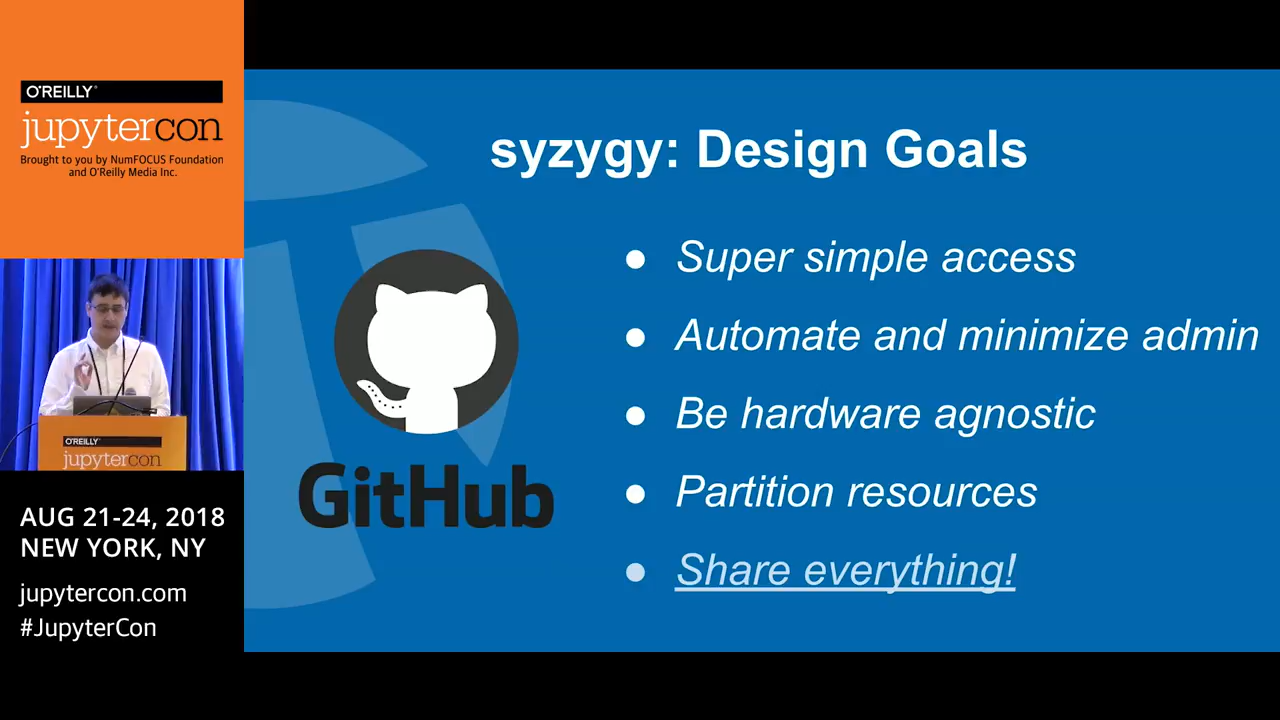 O'REILLY®
jupytercon
Brought to you by NumFOCUS Foundation
and O'Reilly Media Inc.
O'REILLY®
jupytercon
AUG 21-24, 2018
NEW YORK, NY
jupytercon.com
#JupyterCon
syzygy: Design Goals
GitHub
● Super simple access
● Automate and minimize admin
● Be hardware agnostic
● Partition resources
● Share everything!